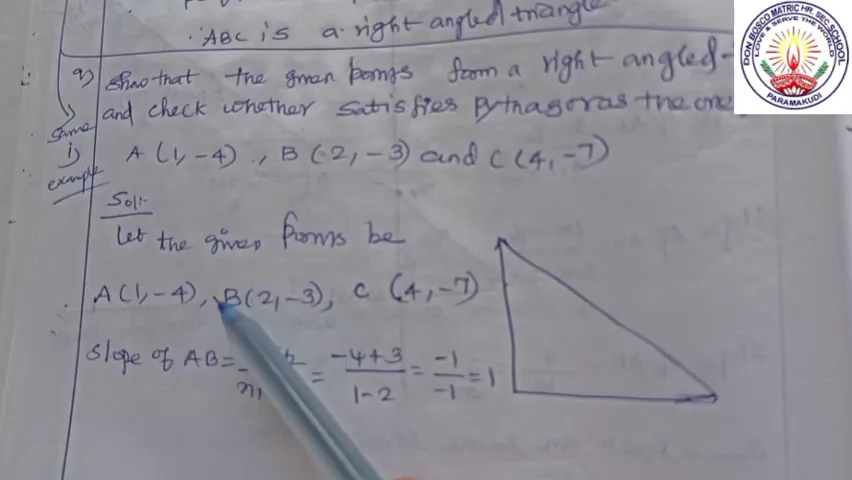 ∴ ABC is a right angled triangle
9) Show that the given points form a right angled-
and check whether satisfies Pythagoras theore
same
i) A (1, -4), B (2, -3) and C (4, -7)
example
Sol:-
Let the given points be
A (1, -4), B (2, -3), C (4, -7)
Slope of AB = = -4+3/1-2 = -1/-1 = 1
DON BOSCO MATRIC HR. SEC SCHOOL
LOVE & SERVE THE WORLD
PARAMAKUDI